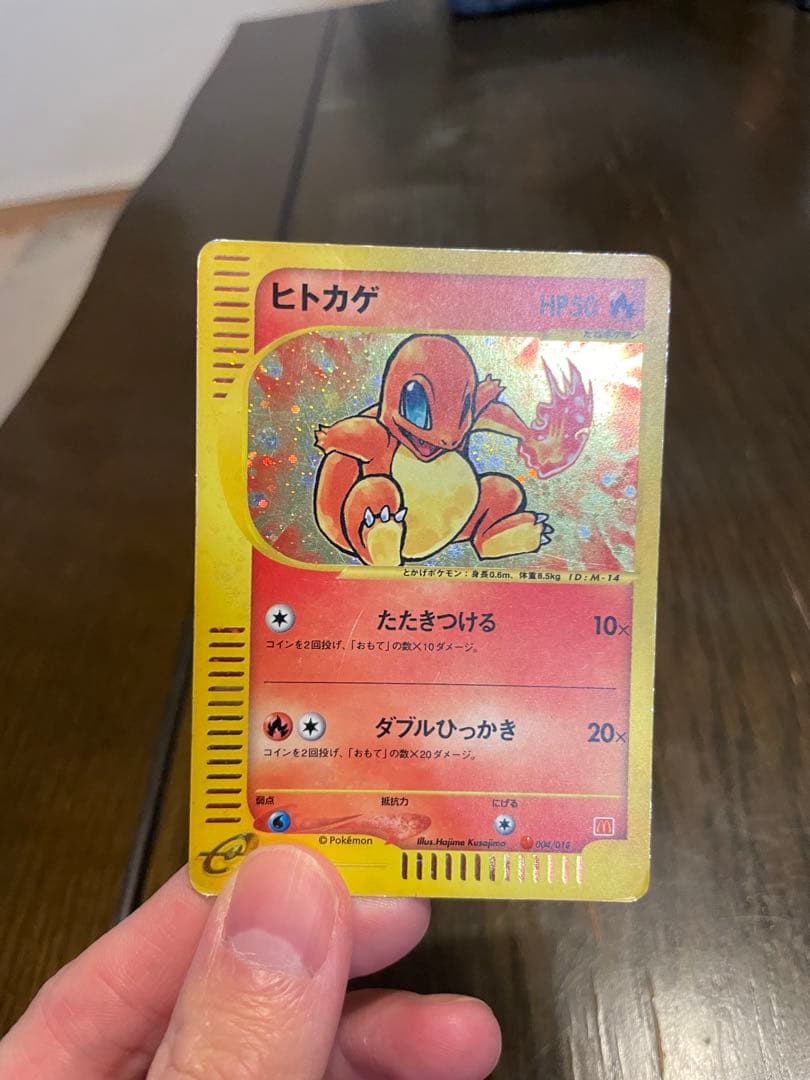 ヒトカゲ
HP50
とかげポケモン：身長0.6m、体重8.5kg ID:M-14
たたきつける 10×
コインを2回投げ、「おもて」の数×10ダメージ。
ダブルひっかき 20×
コインを2回投げ、「おもて」の数×20ダメージ。
弱点 抵抗力 にげる
© Pokémon Illus.Hajime Kusajima 004/018